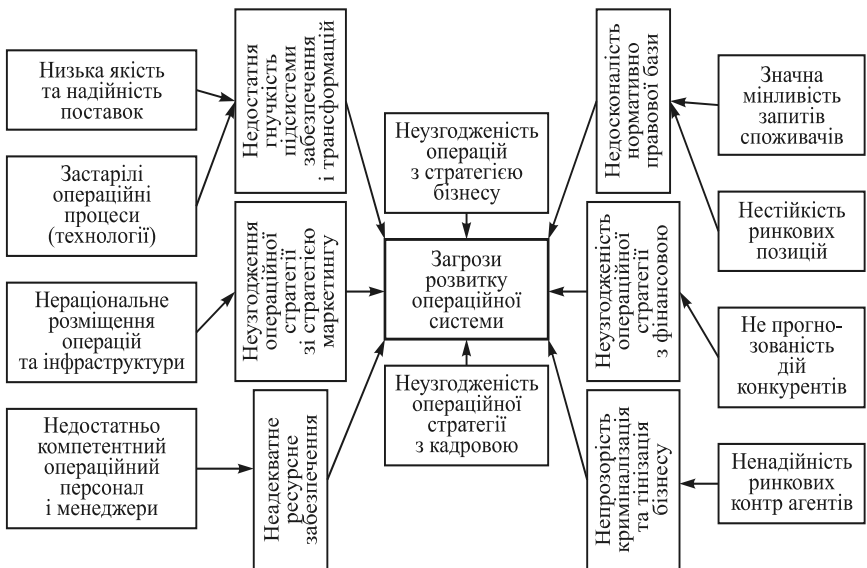 Низька якість
та надійність
поставок
Застарілі
операційні
процеси
(технології)
Нераціональне
розміщення
операцій
та інфраструктури
Недостатньо
компетентний
операційний
персонал
і менеджери
Недостатня
гнучкість
підсистеми
забезпечення
і трансформацій
Неузгодження
операційної
стратегії
зі стратегією
маркетингу
Неадекватне
ресурсне
забезпечення
Неузгодженість
операцій
з стратегією
бізнесу
Загрози
розвитку
операційної
системи
Неузгодженість
операційної
стратегії
з кадровою
Недосконалість
нормативно
правової бази
Неузгодженість
операційної
стратегії
з фінансовою
Непрозорість
криміналізація
та тінізація
бізнесу
Значна
мінливість
запитів
споживачів
Нестійкість
ринкових
позицій
Не прогно-
зованість
дій
конкурентів
Ненадійність
ринкових
контр агентів